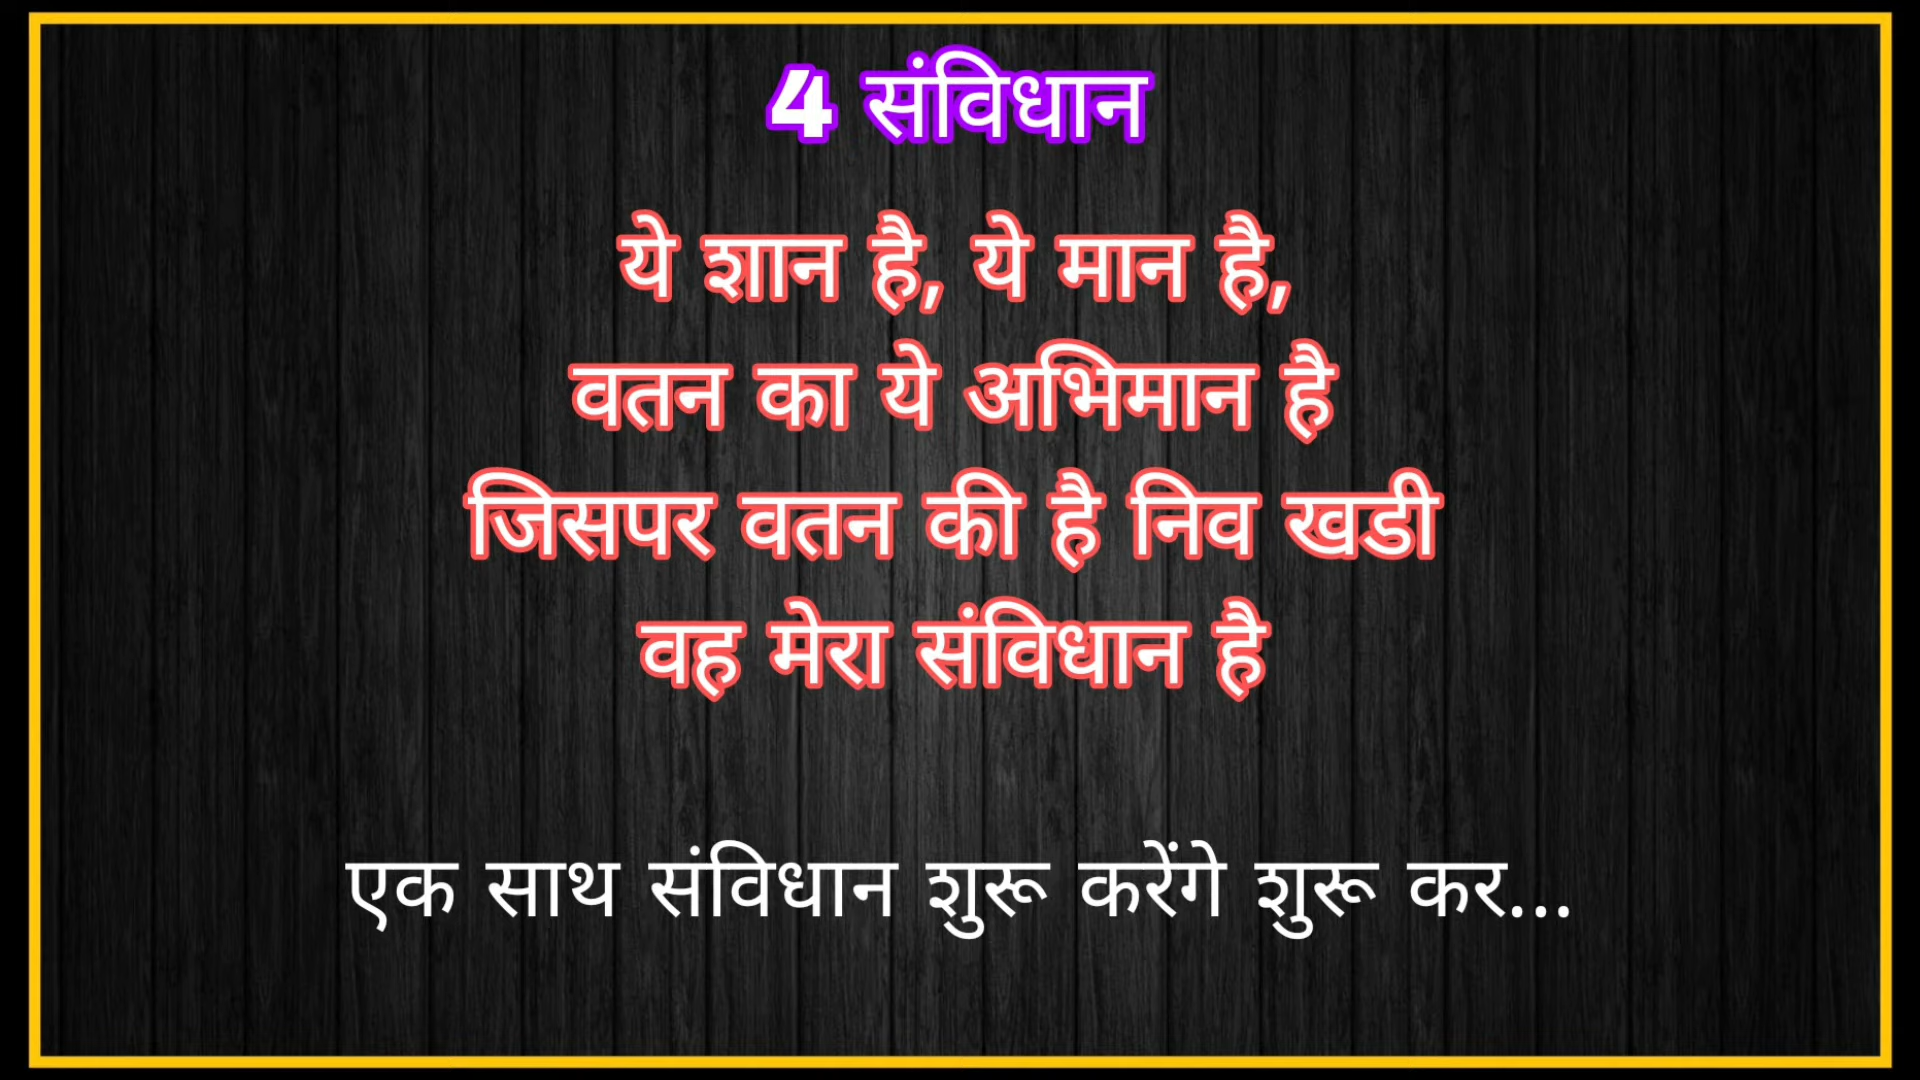 4 संविधान
ये शान है, ये मान है,
वतन का ये अभिमान है
जिसपर वतन की है निव खडी
वह मेरा संविधान है
एक साथ संविधान शुरू करेंगे शुरू कर...